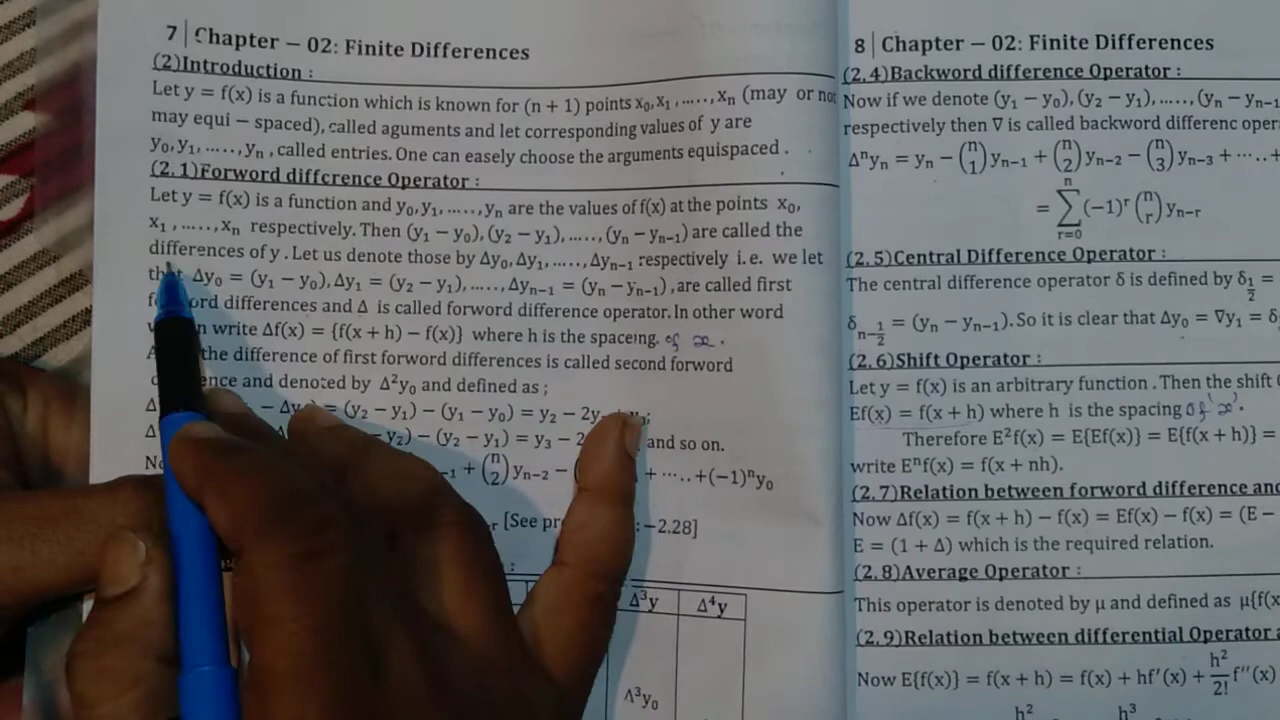 7 | Chapter – 02: Finite Differences
(2)Introduction :
Let y = f(x) is a function which is known for (n + 1) points x₀,x₁ ,.....,xₙ (may or not
may equi – spaced), called aguments and let corresponding values of y are
y₀,y₁,.....,yₙ , called entries. One can easely choose the arguments equispaced .
(2.1)Forword difference Operator :
Let y = f(x) is a function and y₀,y₁,.....,yₙ are the values of f(x) at the points x₀,
x₁ ,.....,xₙ respectively. Then (y₁ – y₀),(y₂ – y₁),.....,(yₙ – yₙ₋₁) are called the
differences of y . Let us denote those by Δy₀,Δy₁,.....,Δyₙ₋₁ respectively i.e. we let
that Δy₀ = (y₁ – y₀),Δy₁ = (y₂ – y₁),.....,Δyₙ₋₁ = (yₙ – yₙ₋₁),are called first
differences and Δ is called forword difference operator. In other word
write Δf(x) = {f(x + h) – f(x)} where h is the spaceing. of x .
the difference of first forword differences is called second forword
and denoted by Δ²y₀ and defined as ;
= (y₂ – y₁) – (y₁ – y₀) = y₂ – 2y
– y₂) – (y₂ – y₁) = y₃ – 2 and so on.
+ (n 2) yₙ₋₂ – + ..... +(–1)ⁿy₀
[See –2.28]
Δ³y Δ⁴y
Δ³y₀
8 | Chapter – 02: Finite Differences
(2.4)Backword difference Operator :
Now if we denote (y₁ – y₀),(y₂ – y₁),.....,(yₙ – yₙ₋₁
respectively then ∇ is called backword differenc oper
Δⁿyₙ = yₙ – (n 1) yₙ₋₁ + (n 2) yₙ₋₂ – (n 3) yₙ₋₃ + ..... +
= ∑ᵣ₌₀ⁿ (–1)ʳ (n r) yₙ₋ᵣ
(2.5)Central Difference Operator :
The central difference operator δ is defined by δ_{1/2} =
δ_{n–1/2} = (yₙ – yₙ₋₁). So it is clear that Δy₀ = ∇y₁ = δ
(2.6)Shift Operator :
Let y = f(x) is an arbitrary function . Then the shift
Ef(x) = f(x + h) where h is the spacing of 'x'.
Therefore E²f(x) = E{Ef(x)} = E{f(x + h)} =
write Eⁿf(x) = f(x + nh).
(2.7)Relation between forword difference and
Now Δf(x) = f(x + h) – f(x) = Ef(x) – f(x) = (E –
E = (1 + Δ) which is the required relation.
(2.8)Average Operator :
This operator is denoted by μ and defined as μ{f(x
(2.9)Relation between differential Operator a
Now E{f(x)} = f(x + h) = f(x) + hf′(x) + h²/2! f″(x)
h² h³